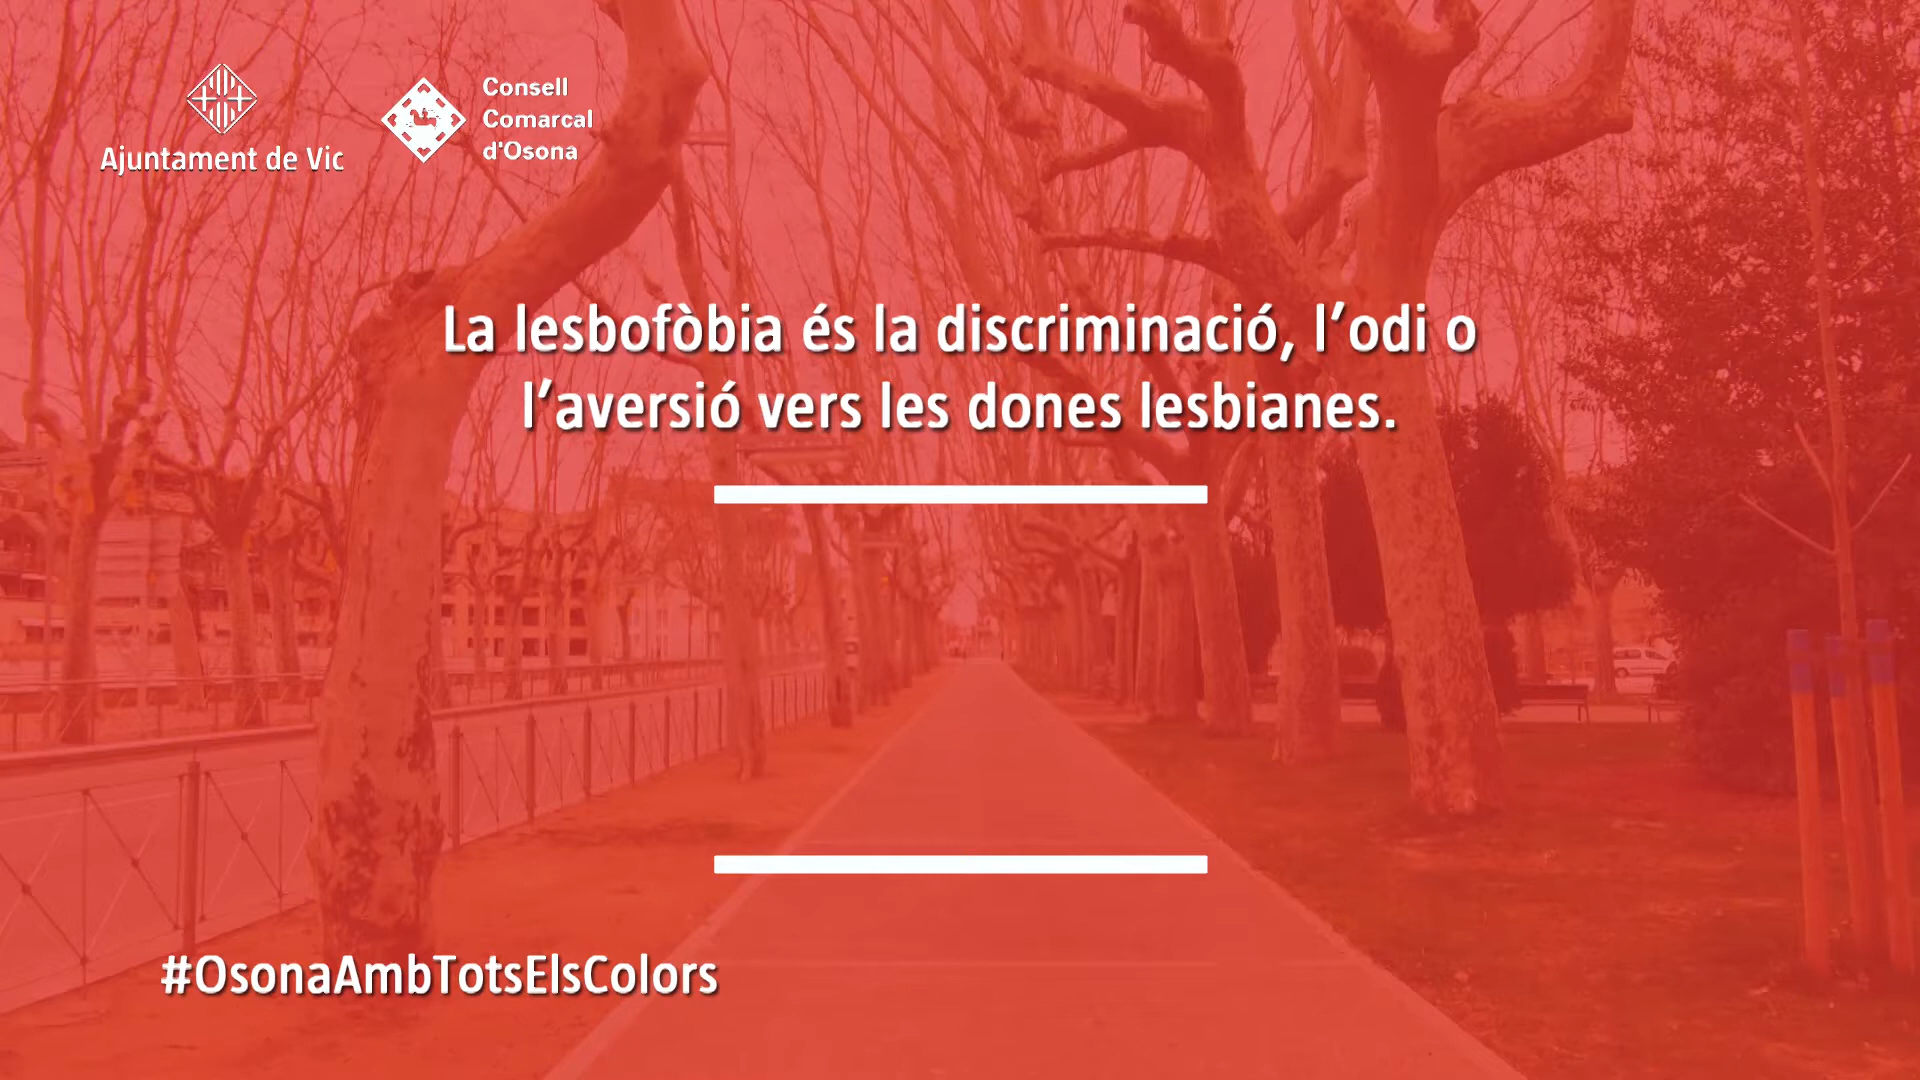 Ajuntament de Vic
Consell
Comarcal
d'Osona
La lesbofòbia és la discriminació, l'odi o
l'aversió vers les dones lesbianes.
#OsonaAmbTotsElsColors